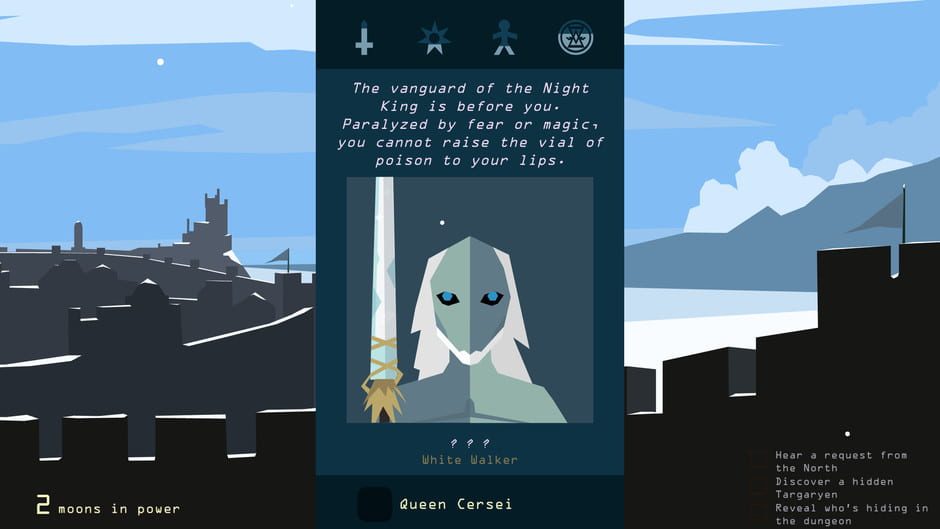 The vanguard of the Night
King is before you.
Paralyzed by fear or magic,
you cannot raise the vial of
poison to your lips.
? ? ?
White Walker
Queen Cersei
2 moons in power
Hear a request from
the North
Discover a hidden
Targaryen
Reveal who's hiding in
the dungeon